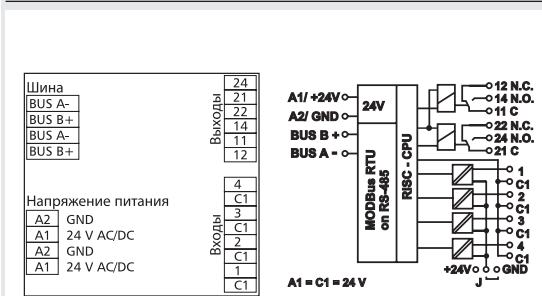 Шина
BUS A-
BUS B+
BUS A-
BUS B+
Напряжение питания
A2 GND
A1 24 V AC/DC
A2 GND
A1 24 V AC/DC
Выходы
24
21
22
14
11
12
Входы
4
C1
3
C1
2
C1
1
C1
A1/ +24V
A2/ GND
BUS B +
BUS A -
24V
MODBus RTU
on RS-485
RISC - CPU
12 N.C.
14 N.O.
11 C
22 N.C.
24 N.O.
21 C
1
C1
2
C1
3
C1
4
C1
+24V
GND
J
A1 = C1 = 24 V